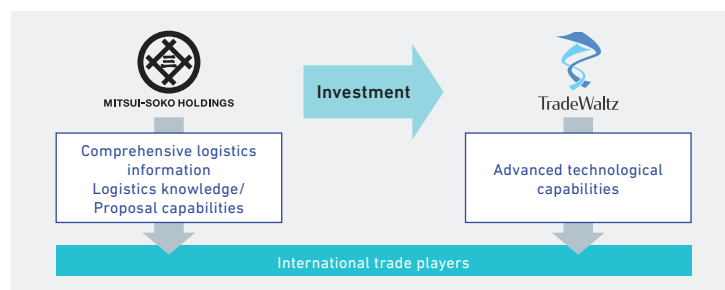 MITSUI-SOKO HOLDINGS
Investment
TradeWaltz
Comprehensive logistics
information
Logistics knowledge/
Proposal capabilities
Advanced technological
capabilities
International trade players